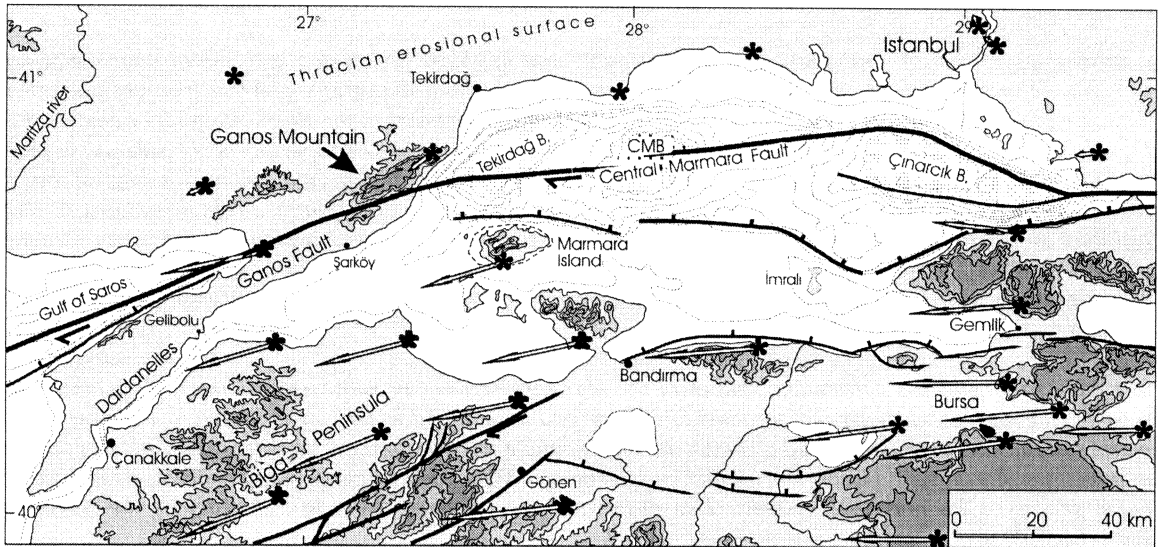 27°
28°
29°
Thracian erosional surface
Istanbul
41°
Tekirdağ
Maritza river
Ganos Mountain
CMB
Tekirdağ B.
Central Marmara Fault
Çınarcık B.
Marmara
Island
Şarköy
Ganos Fault
İmralı
Gulf of Saros
Gelibolu
Gemlik
Dardanelles
Bandırma
Bursa
Biga Peninsula
Çanakkale
Gönen
40°
0 20 40 km